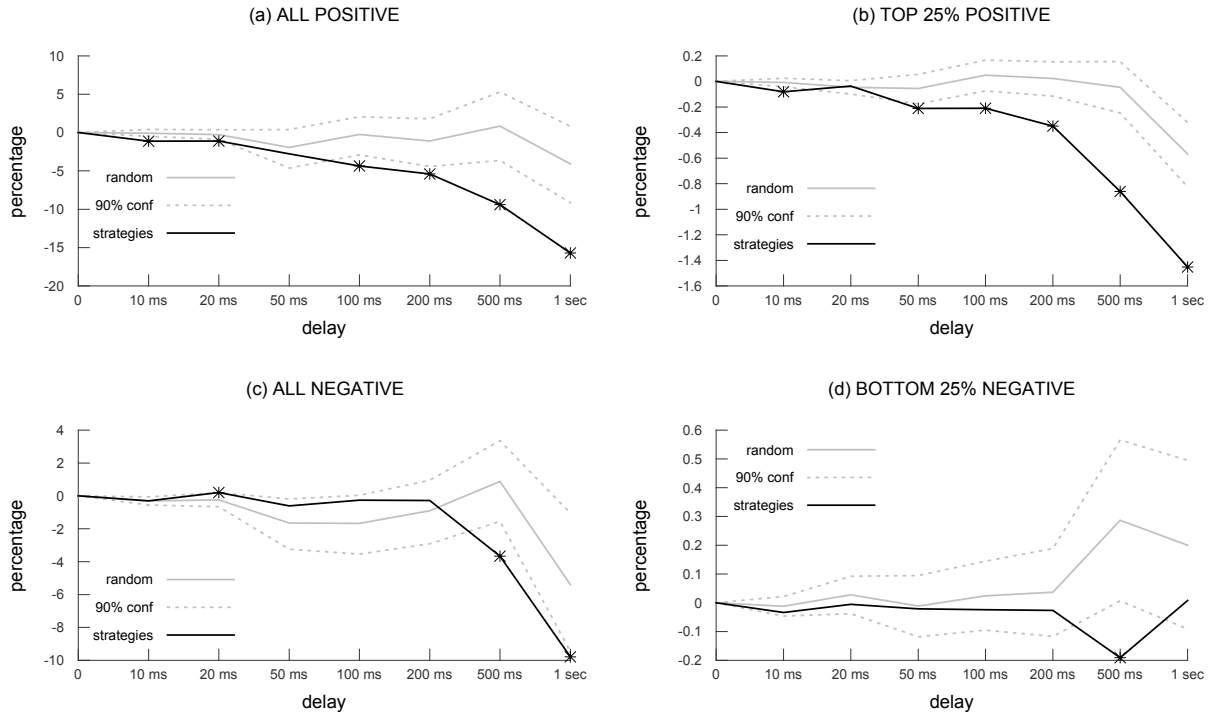 (a) ALL POSITIVE
10
5
0
-5
-10
-15
-20
percentage
random
90% conf
strategies
0 10 ms 20 ms 50 ms 100 ms 200 ms 500 ms 1 sec
delay
(b) TOP 25% POSITIVE
0.2
0
-0.2
-0.4
-0.6
-0.8
-1
-1.2
-1.4
-1.6
percentage
random
90% conf
strategies
0 10 ms 20 ms 50 ms 100 ms 200 ms 500 ms 1 sec
delay
(c) ALL NEGATIVE
4
2
0
-2
-4
-6
-8
-10
percentage
random
90% conf
strategies
0 10 ms 20 ms 50 ms 100 ms 200 ms 500 ms 1 sec
delay
(d) BOTTOM 25% NEGATIVE
0.6
0.5
0.4
0.3
0.2
0.1
0
-0.1
-0.2
percentage
random
90% conf
strategies
0 10 ms 20 ms 50 ms 100 ms 200 ms 500 ms 1 sec
delay